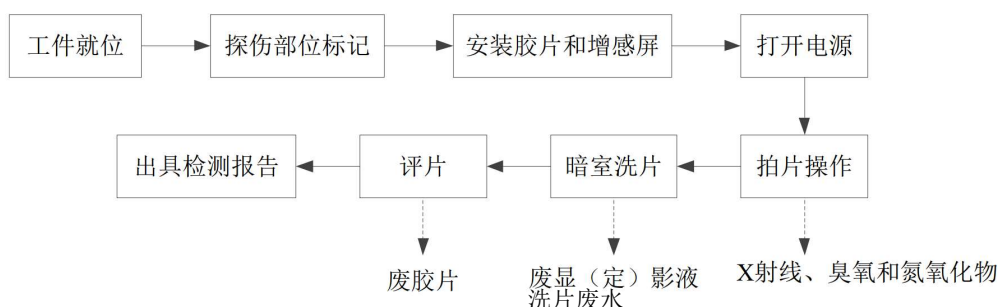 工件就位
探伤部位标记
安装胶片和增感屏
打开电源
出具检测报告
评片
暗室洗片
拍片操作
废胶片
废显（定）影液
洗片废水
X射线、臭氧和氮氧化物